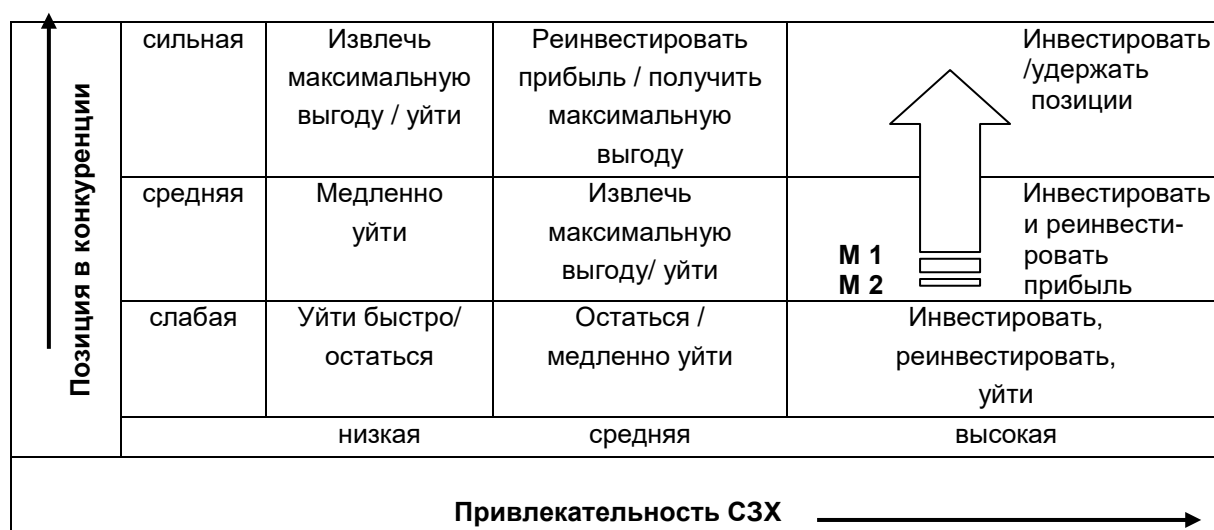 Позиция в конкуренции
сильная
Извлечь
максимальную
выгоду / уйти
Реинвестировать
прибыль / получить
максимальную
выгоду
Инвестировать
/удержать
позиции
средняя
Медленно
уйти
Извлечь
максимальную
выгоду/ уйти
М 1
М 2
Инвестировать
и реинвести-
ровать
прибыль
слабая
Уйти быстро/
остаться
Остаться /
медленно уйти
Инвестировать,
реинвестировать,
уйти
низкая
средняя
высокая
Привлекательность СЗХ